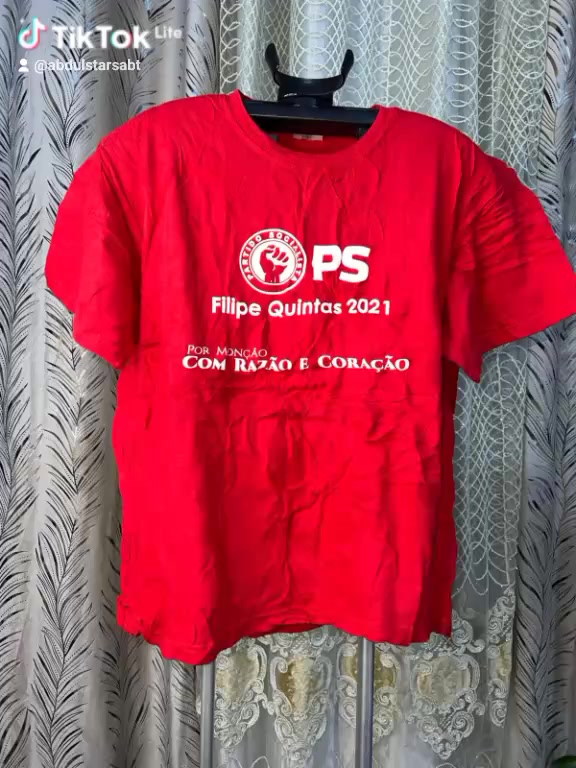 TikTok Lite
@abdulstarsabt
PARTIDO SOCIALISTA
PS
Filipe Quintas 2021
Por Monção
Com Razão e Coração